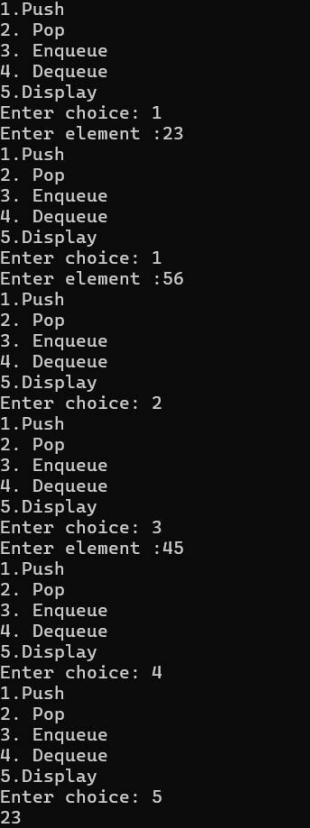 1.Push
2. Pop
3. Enqueue
4. Dequeue
5.Display
Enter choice: 1
Enter element :23
1.Push
2. Pop
3. Enqueue
4. Dequeue
5.Display
Enter choice: 1
Enter element :56
1.Push
2. Pop
3. Enqueue
4. Dequeue
5.Display
Enter choice: 2
1.Push
2. Pop
3. Enqueue
4. Dequeue
5.Display
Enter choice: 3
Enter element :45
1.Push
2. Pop
3. Enqueue
4. Dequeue
5.Display
Enter choice: 4
1.Push
2. Pop
3. Enqueue
4. Dequeue
5.Display
Enter choice: 5
23